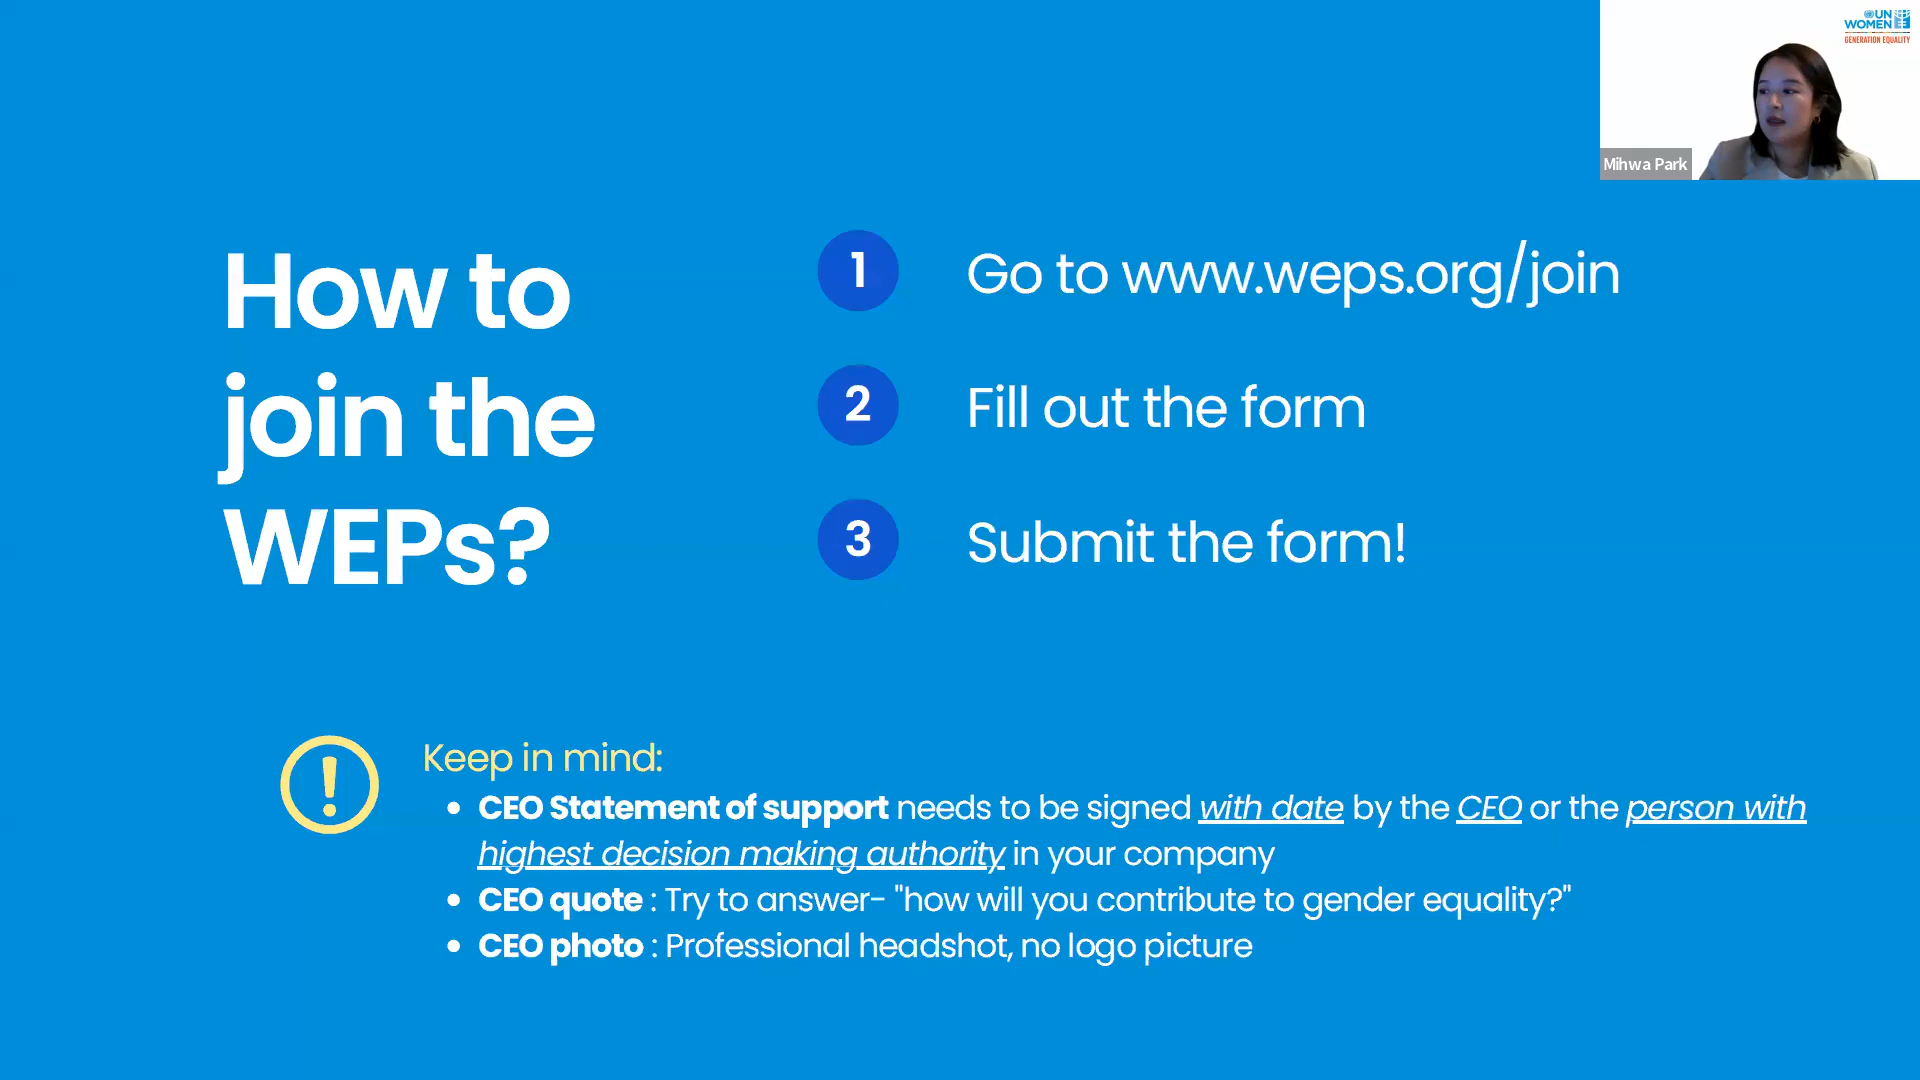 UN
WOMEN
GENERATION EQUALITY
Mihwa Park
How to
join the
WEPs?
1 Go to www.weps.org/join
2 Fill out the form
3 Submit the form!
!
Keep in mind:
• CEO Statement of support needs to be signed with date by the CEO or the person with
highest decision making authority in your company
• CEO quote : Try to answer- "how will you contribute to gender equality?"
• CEO photo : Professional headshot, no logo picture